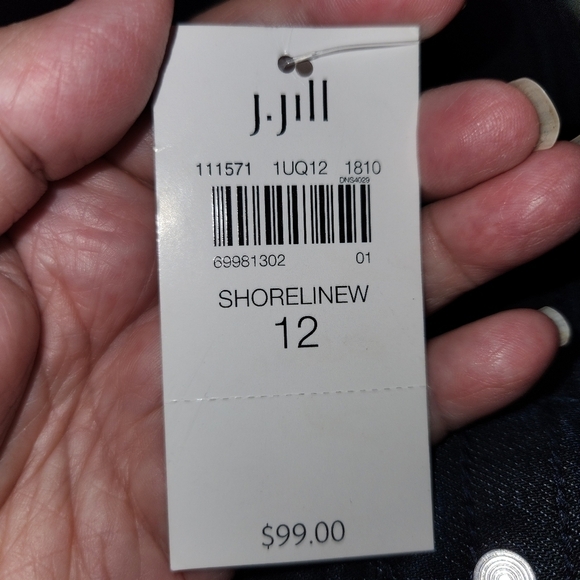 J.Jill
111571 1UQ12 1810
DNS4029
69981302 01
SHORELINEW
12
$99.00